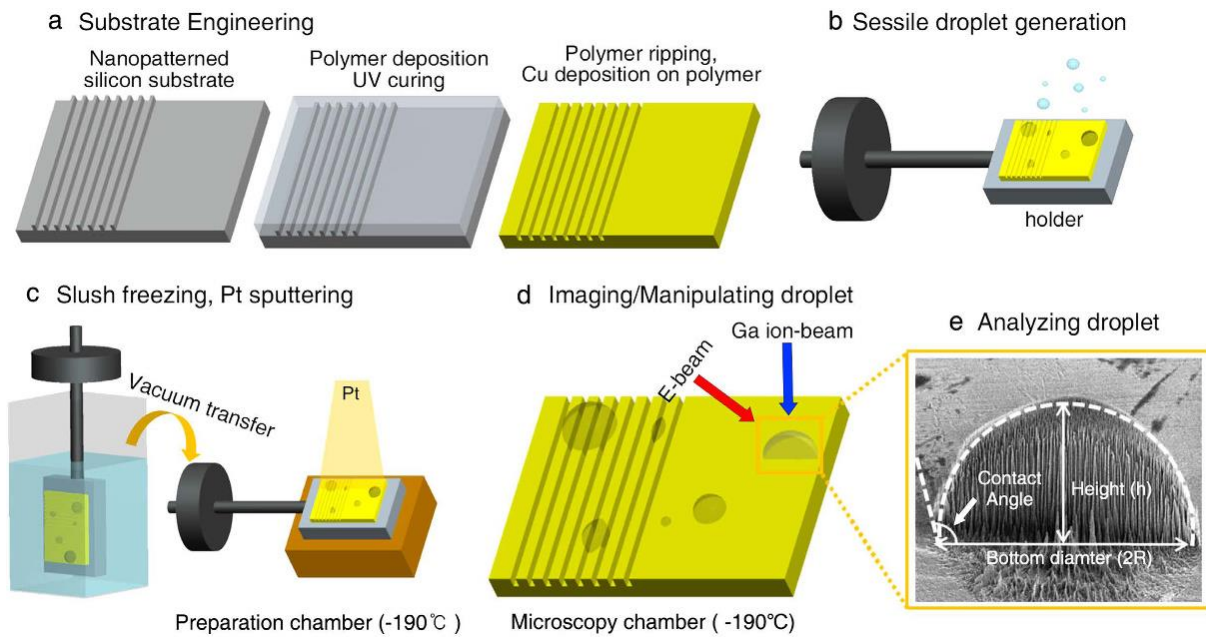 a Substrate Engineering
Nanopatterned
silicon substrate
Polymer deposition
UV curing
Polymer ripping,
Cu deposition on polymer
b Sessile droplet generation
holder
c Slush freezing, Pt sputtering
Vacuum transfer
Pt
Preparation chamber (-190℃ )
d Imaging/Manipulating droplet
Ga ion-beam
E-beam
Microscopy chamber ( -190°C)
e Analyzing droplet
Contact
Angle
Height (h)
Bottom diamter (2R)